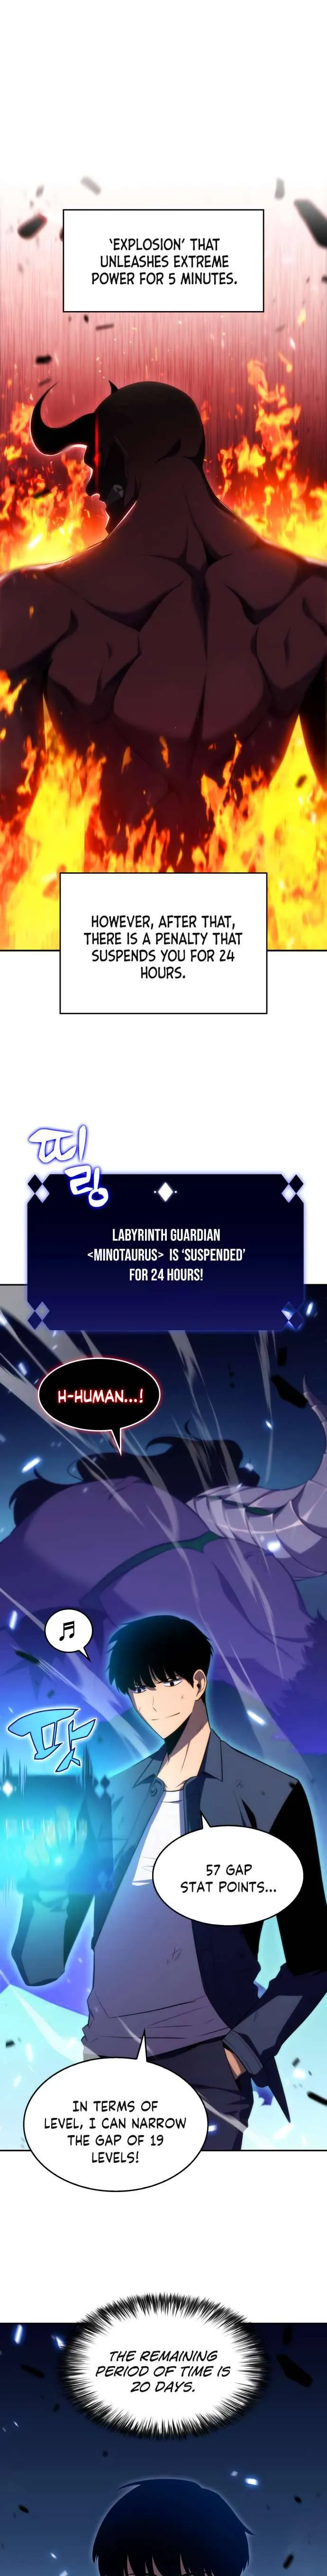 'EXPLOSION' THAT
UNLEASHES EXTREME
POWER FOR 5 MINUTES.
HOWEVER, AFTER THAT,
THERE IS A PENALTY THAT
SUSPENDS YOU FOR 24
HOURS.
띠
링
LABYRINTH GUARDIAN
<MINOTAURUS> IS 'SUSPENDED'
FOR 24 HOURS!
H-HUMAN...!
♬
팟
57 GAP
STAT POINTS...
IN TERMS OF
LEVEL, I CAN NARROW
THE GAP OF 19
LEVELS!
THE REMAINING
PERIOD OF TIME IS
20 DAYS.